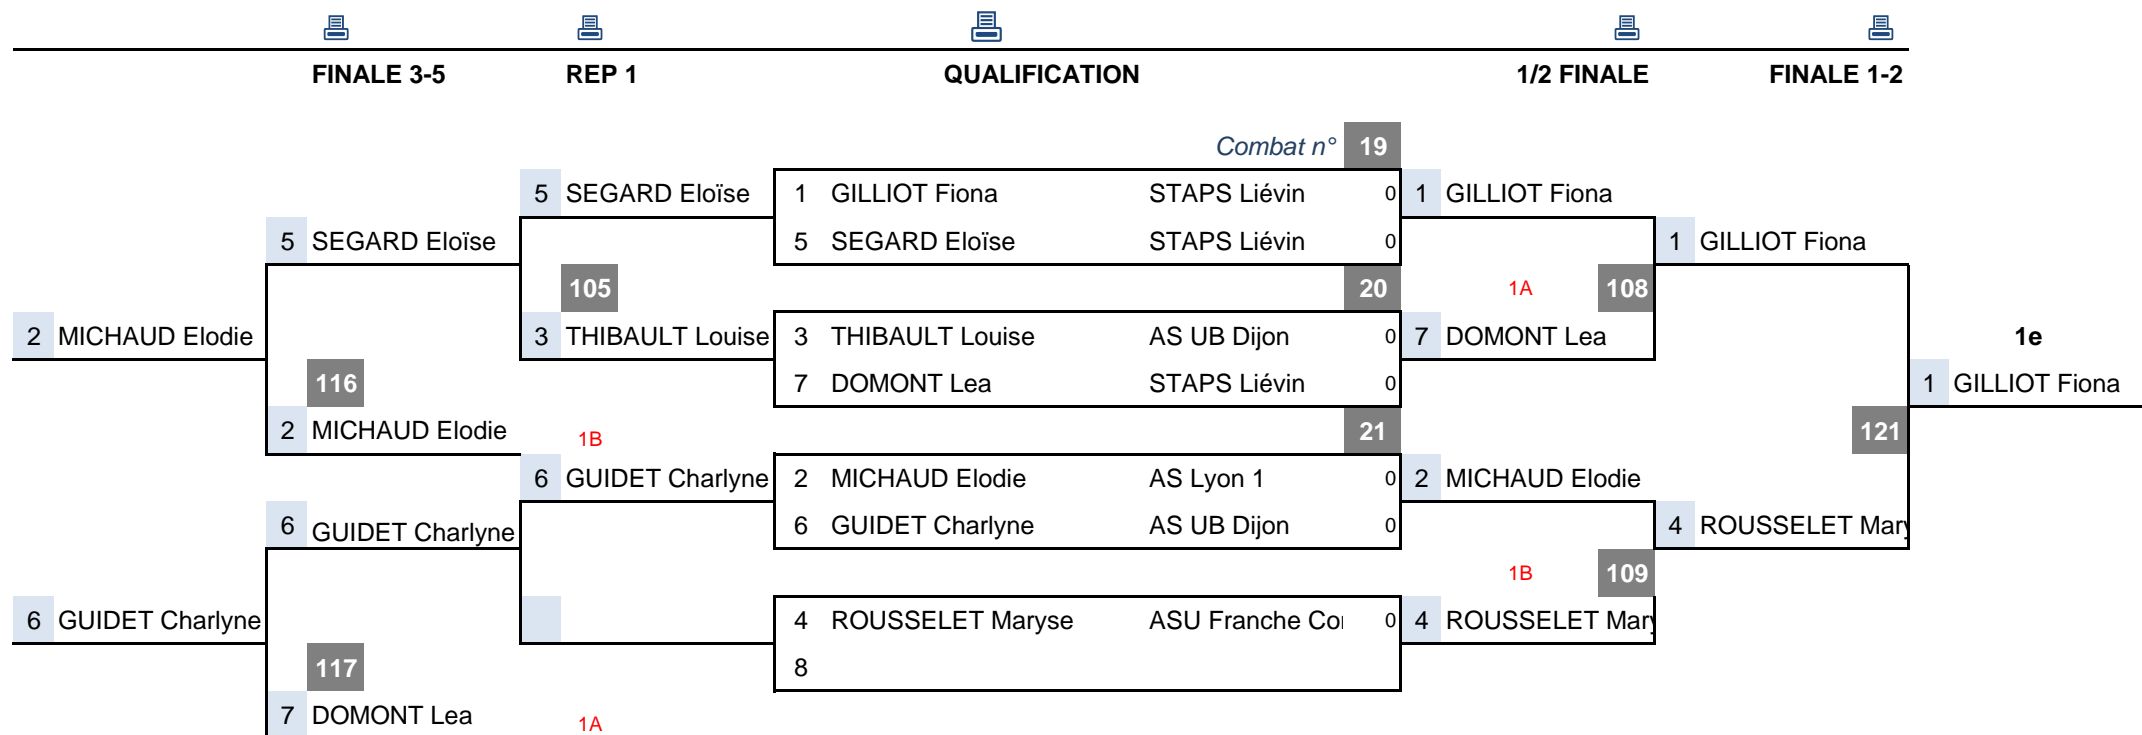 FINALE 3-5 REP 1 QUALIFICATION 1/2 FINALE FINALE 1-2
Combat n° 19
5 SEGARD Eloïse 1 GILLIOT Fiona STAPS Liévin 0 1 GILLIOT Fiona
5 SEGARD Eloïse 5 SEGARD Eloïse STAPS Liévin 0 1 GILLIOT Fiona
105 20 1A 108
2 MICHAUD Elodie 3 THIBAULT Louise 3 THIBAULT Louise AS UB Dijon 0 7 DOMONT Lea 1e
116 7 DOMONT Lea STAPS Liévin 0 1 GILLIOT Fiona
2 MICHAUD Elodie 1B 21 121
6 GUIDET Charlyne 2 MICHAUD Elodie AS Lyon 1 0 2 MICHAUD Elodie
6 GUIDET Charlyne 6 GUIDET Charlyne AS UB Dijon 0 4 ROUSSELET Mary
1B 109
6 GUIDET Charlyne 4 ROUSSELET Maryse ASU Franche Co 0 4 ROUSSELET Mary
117 8
7 DOMONT Lea 1A